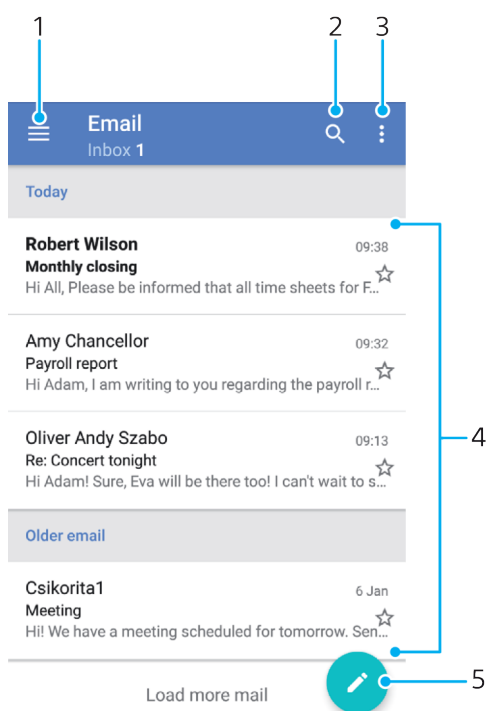 1 2 3
Email
Inbox 1
Today
Robert Wilson 09:38
Monthly closing
Hi All, Please be informed that all time sheets for F...
Amy Chancellor 09:32
Payroll report
Hi Adam, I am writing to you regarding the payroll r...
4
Oliver Andy Szabo 09:13
Re: Concert tonight
Hi Adam! Sure, Eva will be there too! I can't wait to s...
Older email
Csikorita1 6 Jan
Meeting
Hi! We have a meeting scheduled for tomorrow. Sen...
5
Load more mail